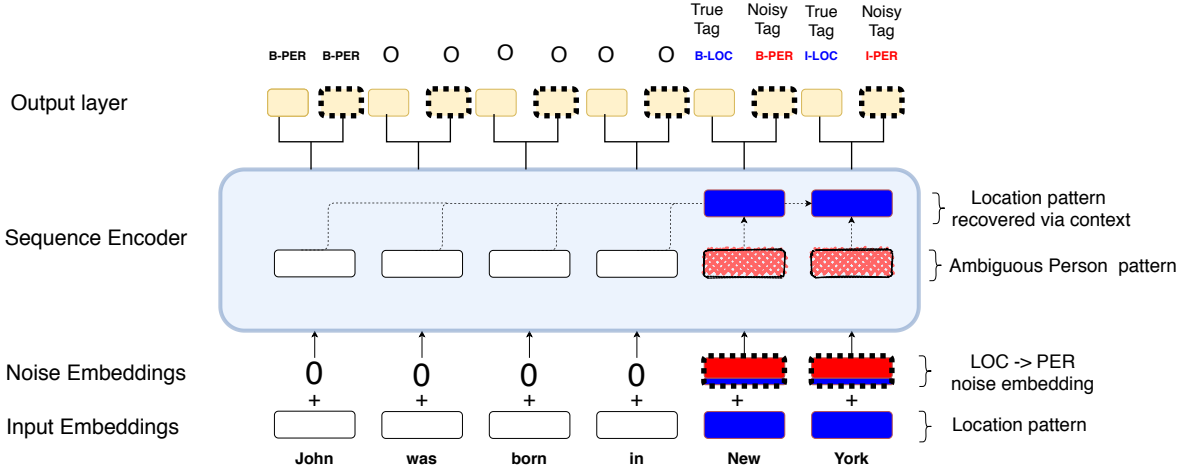 True Tag Noisy Tag True Tag Noisy Tag
B-PER B-PER O O O O O O B-LOC B-PER I-LOC I-PER
Output layer
Sequence Encoder
Location pattern
recovered via context
Ambiguous Person pattern
Noise Embeddings 0 0 0 0 LOC -> PER
noise embedding
+ + + + + +
Input Embeddings Location pattern
John was born in New York